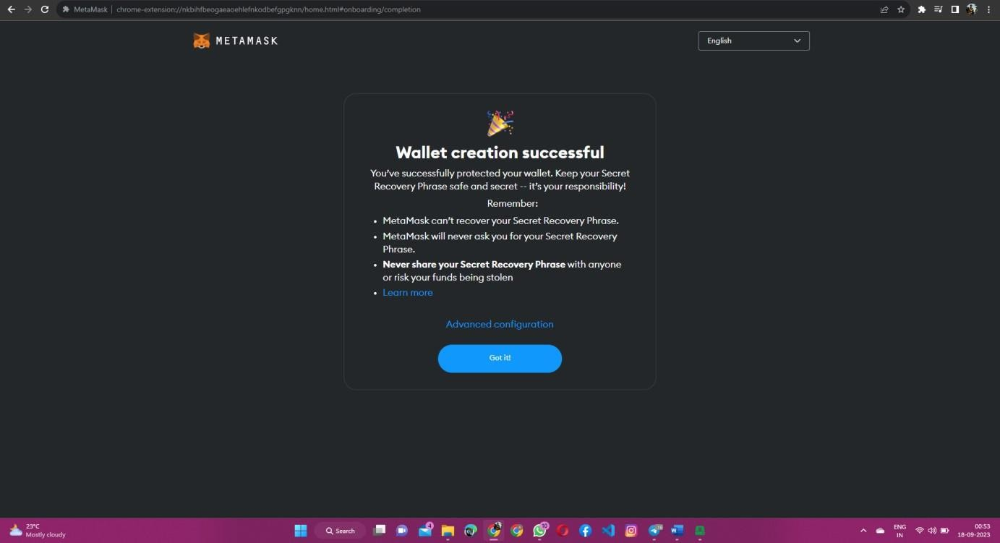 MetaMask | chrome-extension://nkbihfbeogaeaoehlefnkodbefgpgknn/home.html#onboarding/completion
METAMASK
English
Wallet creation successful
You've successfully protected your wallet. Keep your Secret
Recovery Phrase safe and secret -- it's your responsibility!
Remember:
• MetaMask can't recover your Secret Recovery Phrase.
• MetaMask will never ask you for your Secret Recovery
Phrase.
• Never share your Secret Recovery Phrase with anyone
or risk your funds being stolen
• Learn more
Advanced configuration
Got it!
23°C
Mostly cloudy
Search
4
10
ENG
IN
00:53
18-09-2023